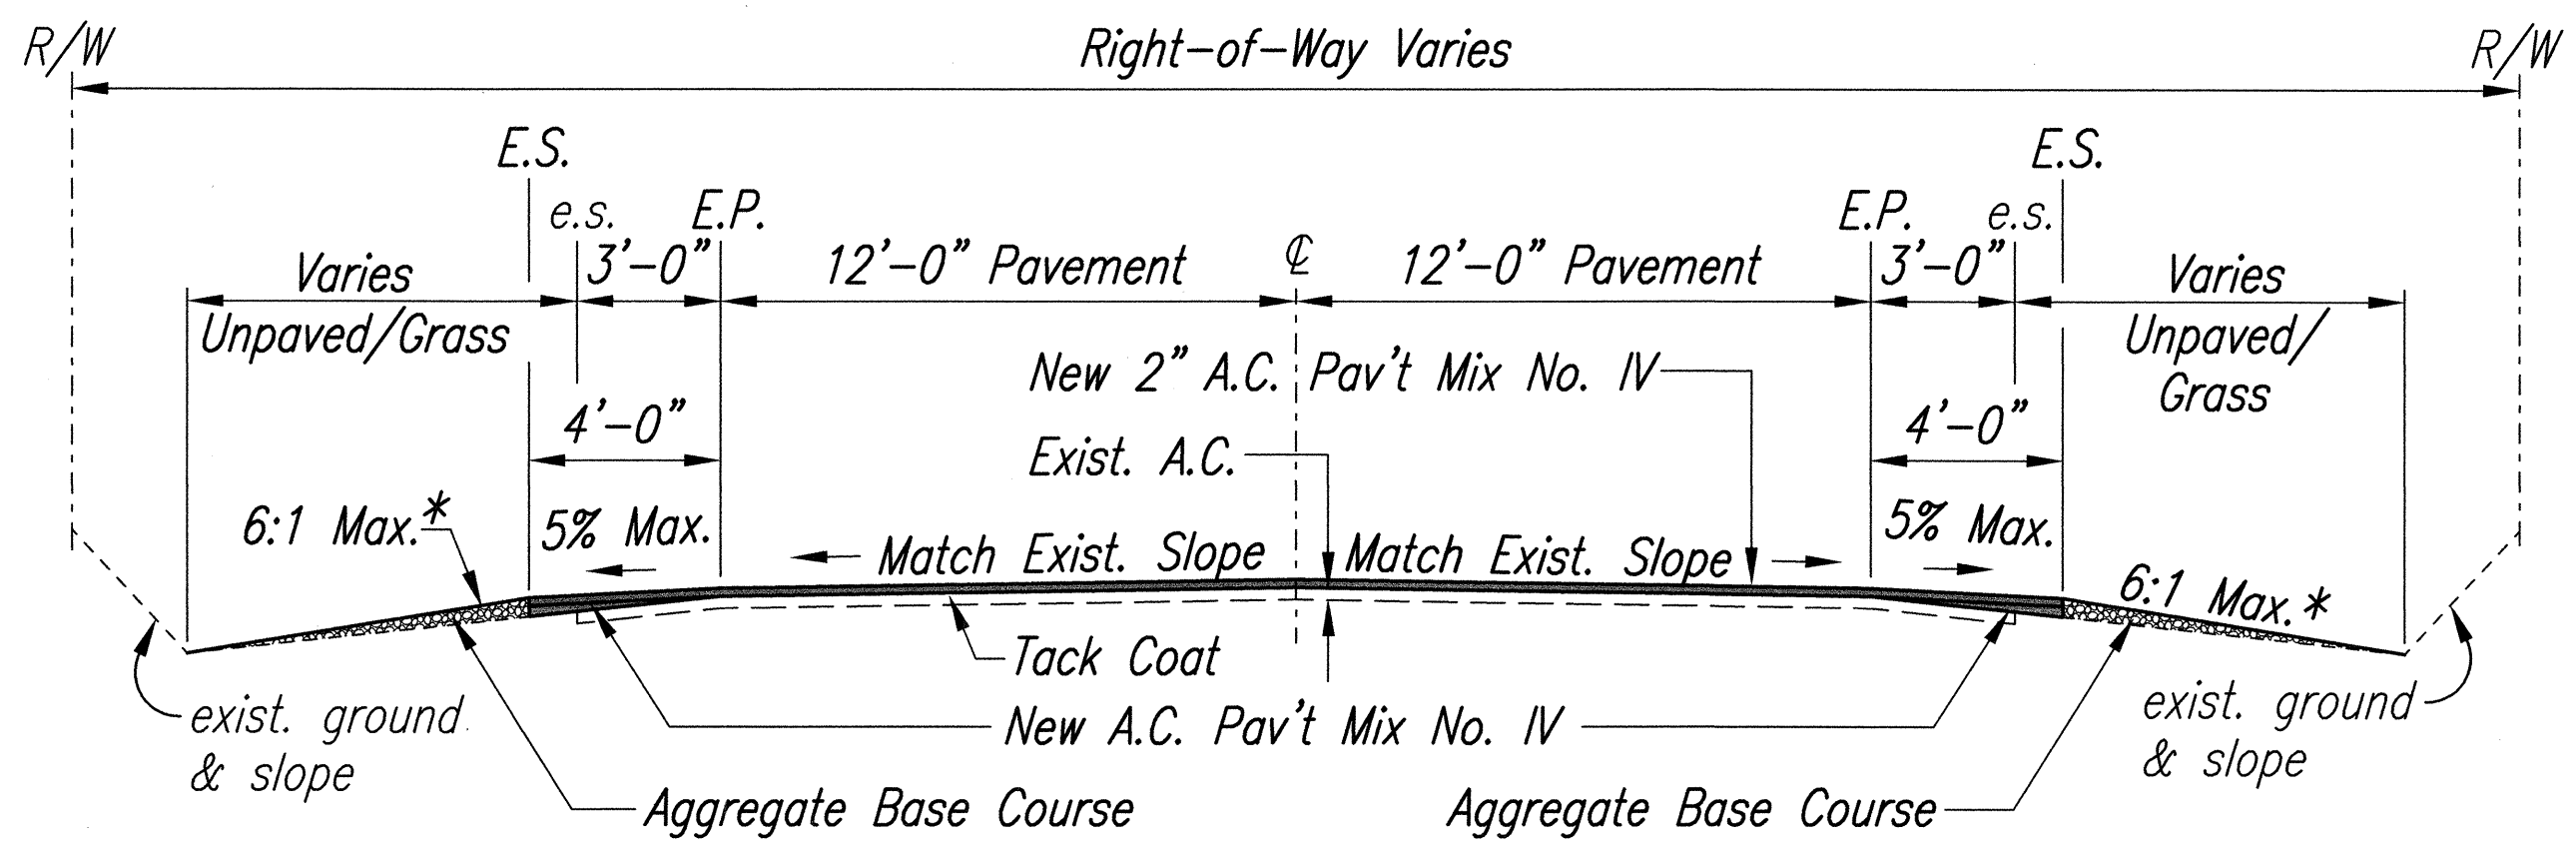 R/W
Right-of-Way Varies
R/W
E.S.
E.S.
e.s.
E.P.
E.P.
e.s.
Varies
3'-0"
12'-0" Pavement
℄
12'-0" Pavement
3'-0"
Varies
Unpaved/Grass
Unpaved/
Grass
New 2" A.C. Pav't Mix No. IV
4'-0"
4'-0"
Exist. A.C.
6:1 Max.*
5% Max.
Match Exist. Slope
Match Exist. Slope
5% Max.
6:1 Max.*
Tack Coat
exist. ground
& slope
New A.C. Pav't Mix No. IV
exist. ground
& slope
Aggregate Base Course
Aggregate Base Course